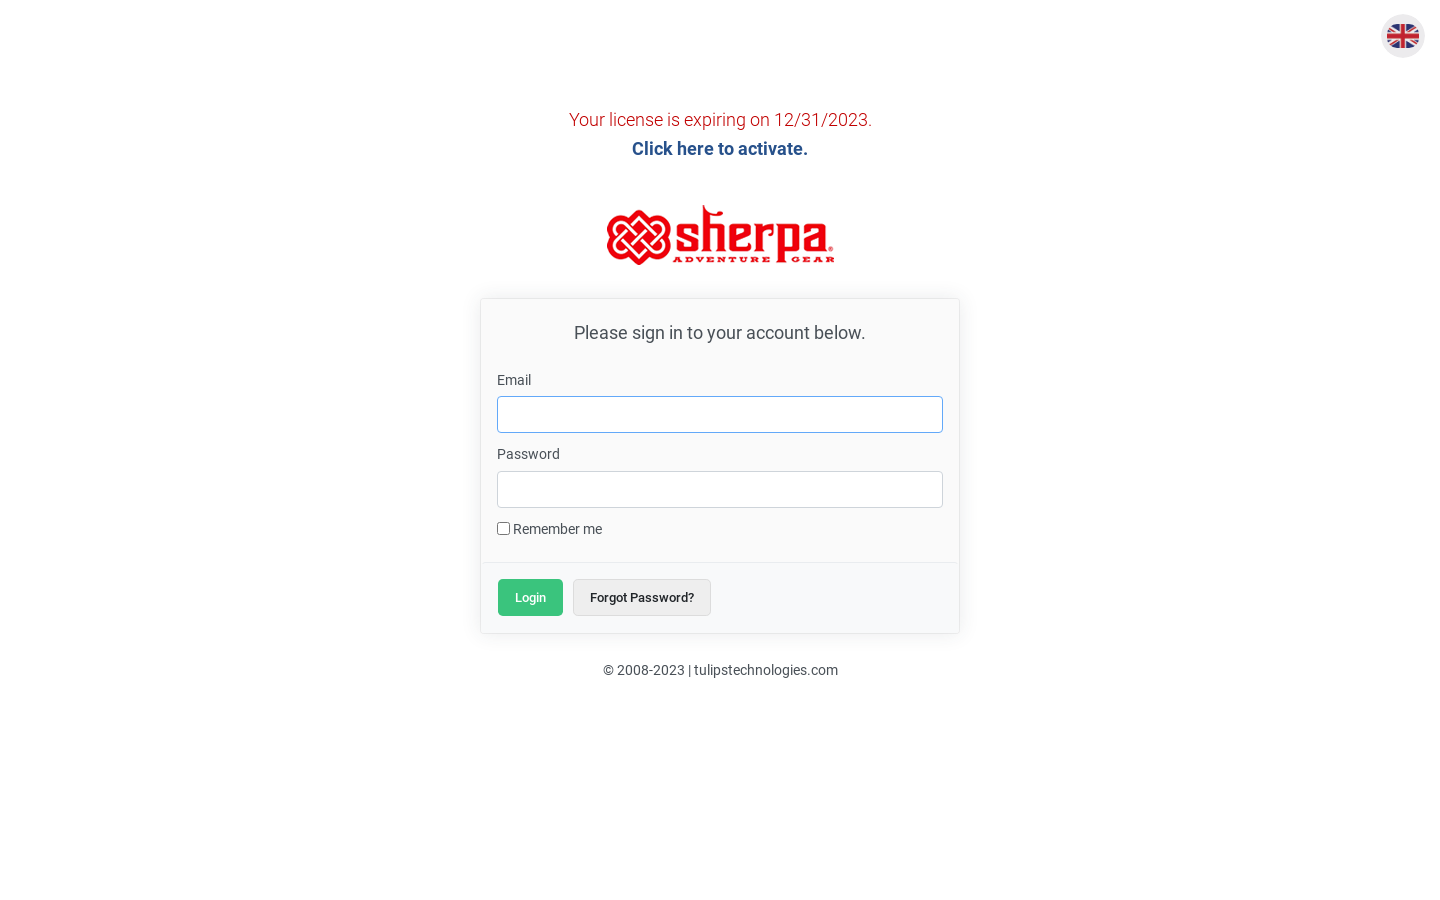 Your license is expiring on 12/31/2023.
Click here to activate.
sherpa®
ADVENTURE GEAR
Please sign in to your account below.
Email
Password
Remember me
Login
Forgot Password?
© 2008-2023 | tulipstechnologies.com